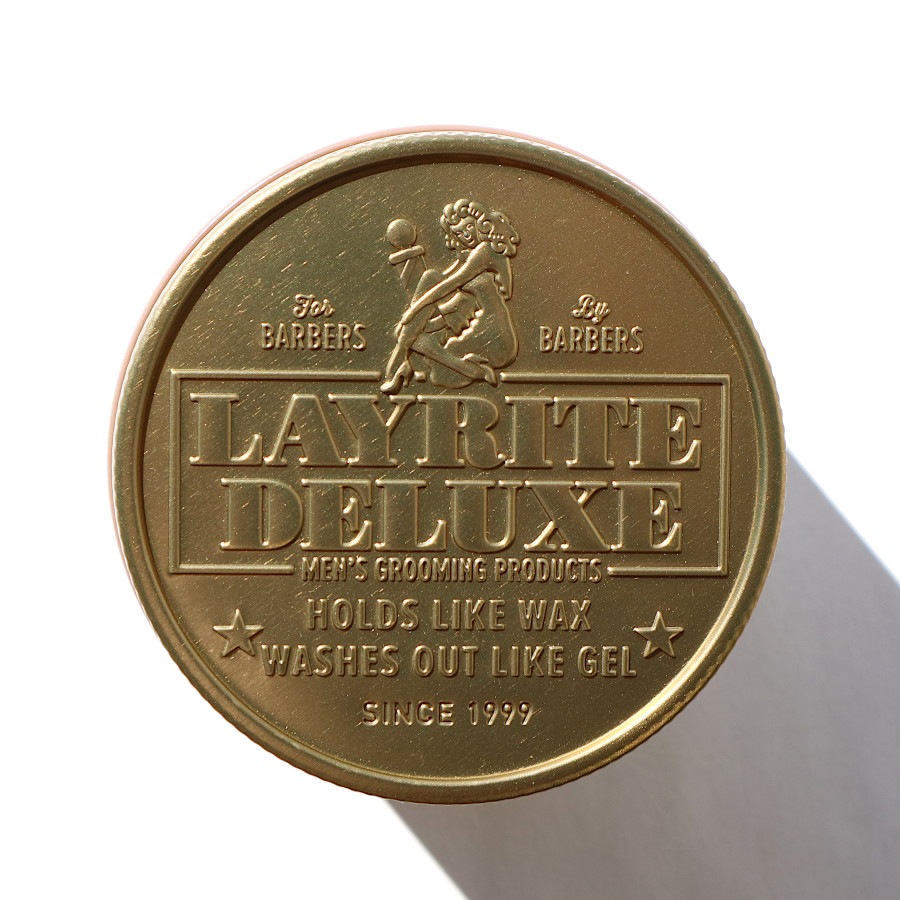 For By
BARBERS BARBERS
LAYRITE
DELUXE
MEN'S GROOMING PRODUCTS
HOLDS LIKE WAX
WASHES OUT LIKE GEL
SINCE 1999